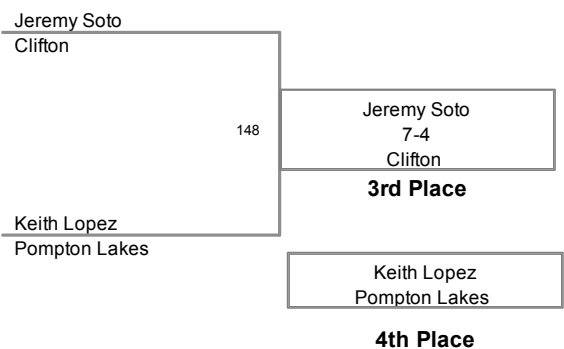 Jeremy Soto
Clifton
148
Jeremy Soto
7-4
Clifton
3rd Place
Keith Lopez
Pompton Lakes
Keith Lopez
Pompton Lakes
4th Place